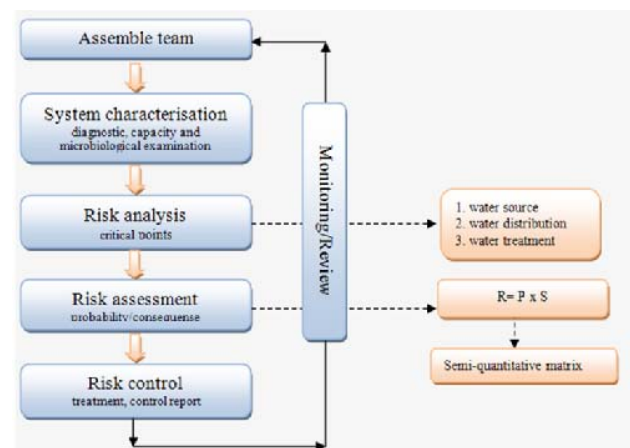 Assemble team
System characterisation
diagnostic, capacity and
microbiological examination
Risk analysis
critical points
Risk assessment
probability/consequense
Risk control
treatment, control report
Monitoring/Review
1. water source
2. water distribution
3. water treatment
R= P x S
Semi-quantitative matrix